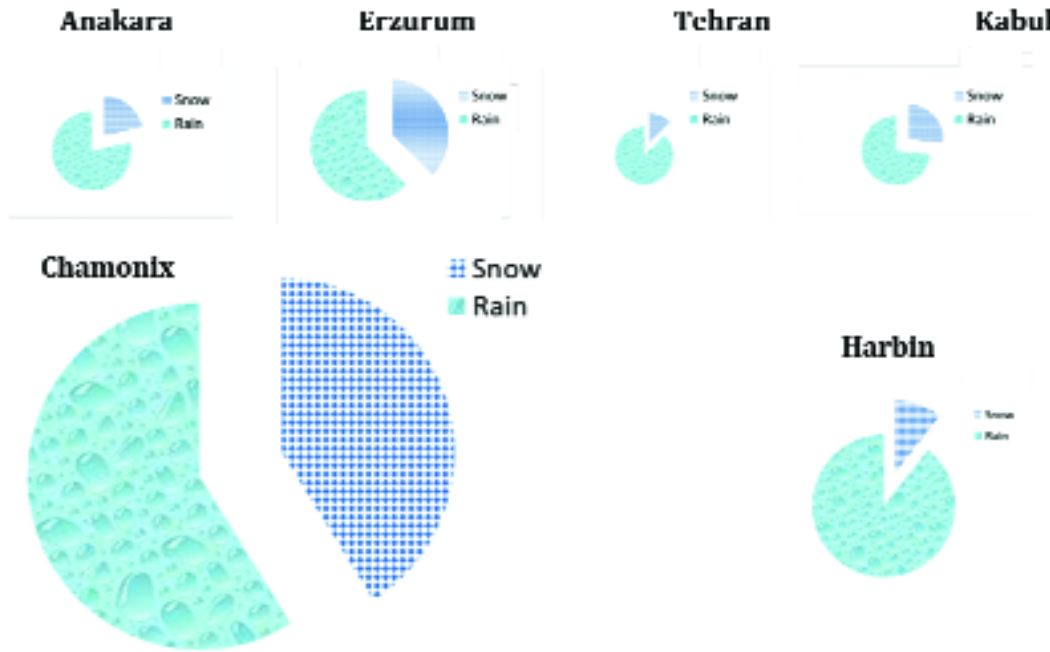 Anakara
Erzurum
Tehran
Kabul
Snow
Rain
Snow
Rain
Snow
Rain
Snow
Rain
Chamonix
Snow
Rain
Harbin
Snow
Rain